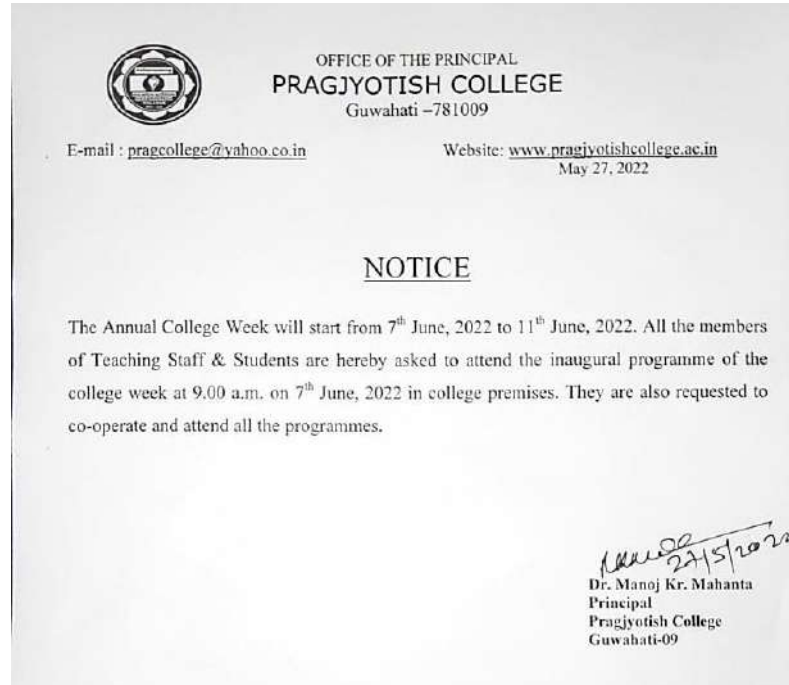 OFFICE OF THE PRINCIPAL
PRAGJYOTISH COLLEGE
Guwahati –781009
E-mail : pragcollege@yahoo.co.in Website: www.pragjyotishcollege.ac.in
May 27, 2022
NOTICE
The Annual College Week will start from 7th June, 2022 to 11th June, 2022. All the members
of Teaching Staff & Students are hereby asked to attend the inaugural programme of the
college week at 9.00 a.m. on 7th June, 2022 in college premises. They are also requested to
co-operate and attend all the programmes.
27/5/2022
Dr. Manoj Kr. Mahanta
Principal
Pragjyotish College
Guwahati-09